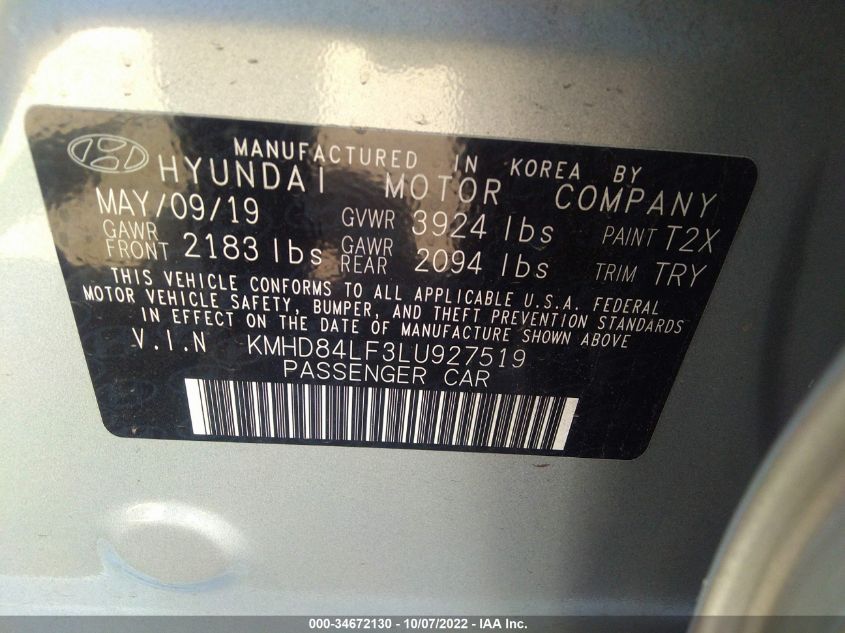 MANUFACTURED IN KOREA BY
HYUNDAI MOTOR COMPANY
MAY/09/19 GVWR 3924 lbs PAINT T2X
GAWR FRONT 2183 lbs GAWR REAR 2094 lbs TRIM TRY
THIS VEHICLE CONFORMS TO ALL APPLICABLE U.S.A. FEDERAL
MOTOR VEHICLE SAFETY, BUMPER, AND THEFT PREVENTION STANDARDS
IN EFFECT ON THE DATE OF MANUFACTURE SHOWN ABOVE
V.I.N KMHD84LF3LU927519
PASSENGER CAR
000-34672130 - 10/07/2022 - IAA Inc.